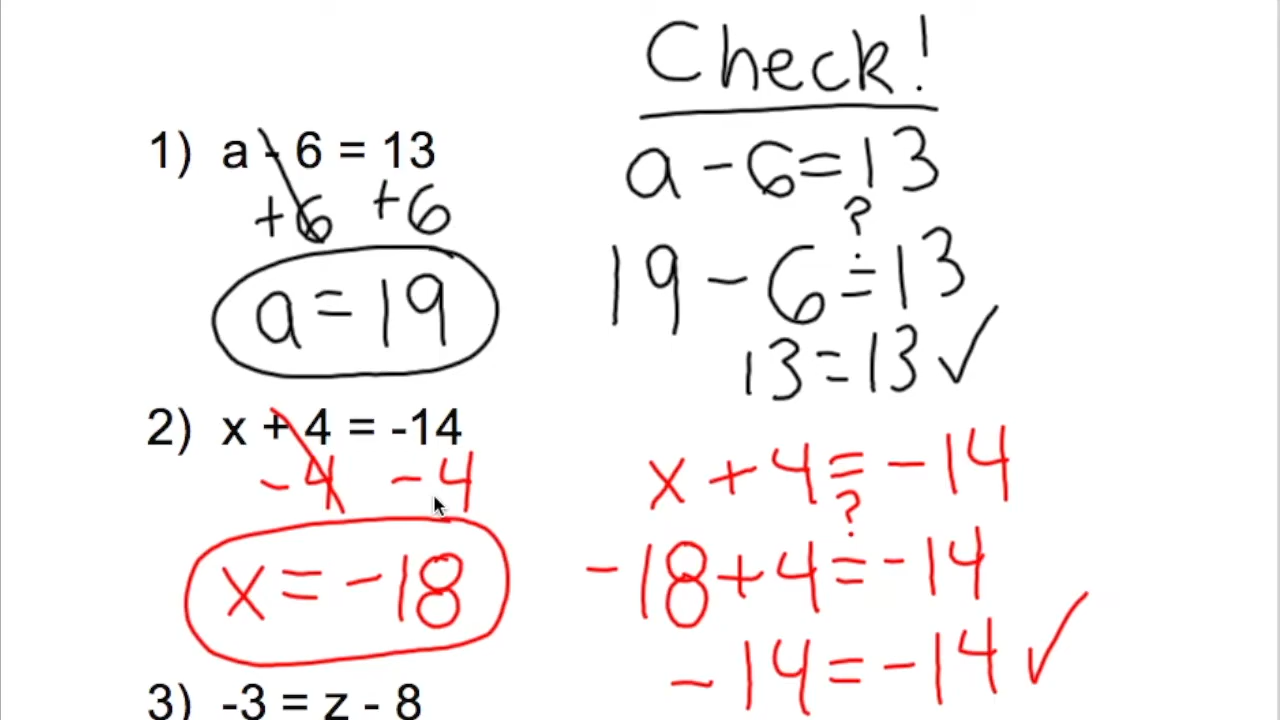 Check!
1) a - 6 = 13
+6 +6
a = 19
a - 6 = 13
?
19 - 6 = 13
13 = 13 ✓
2) x + 4 = -14
-4 -4
x = -18
x + 4 = -14
?
-18 + 4 = -14
-14 = -14 ✓
3) -3 = z - 8